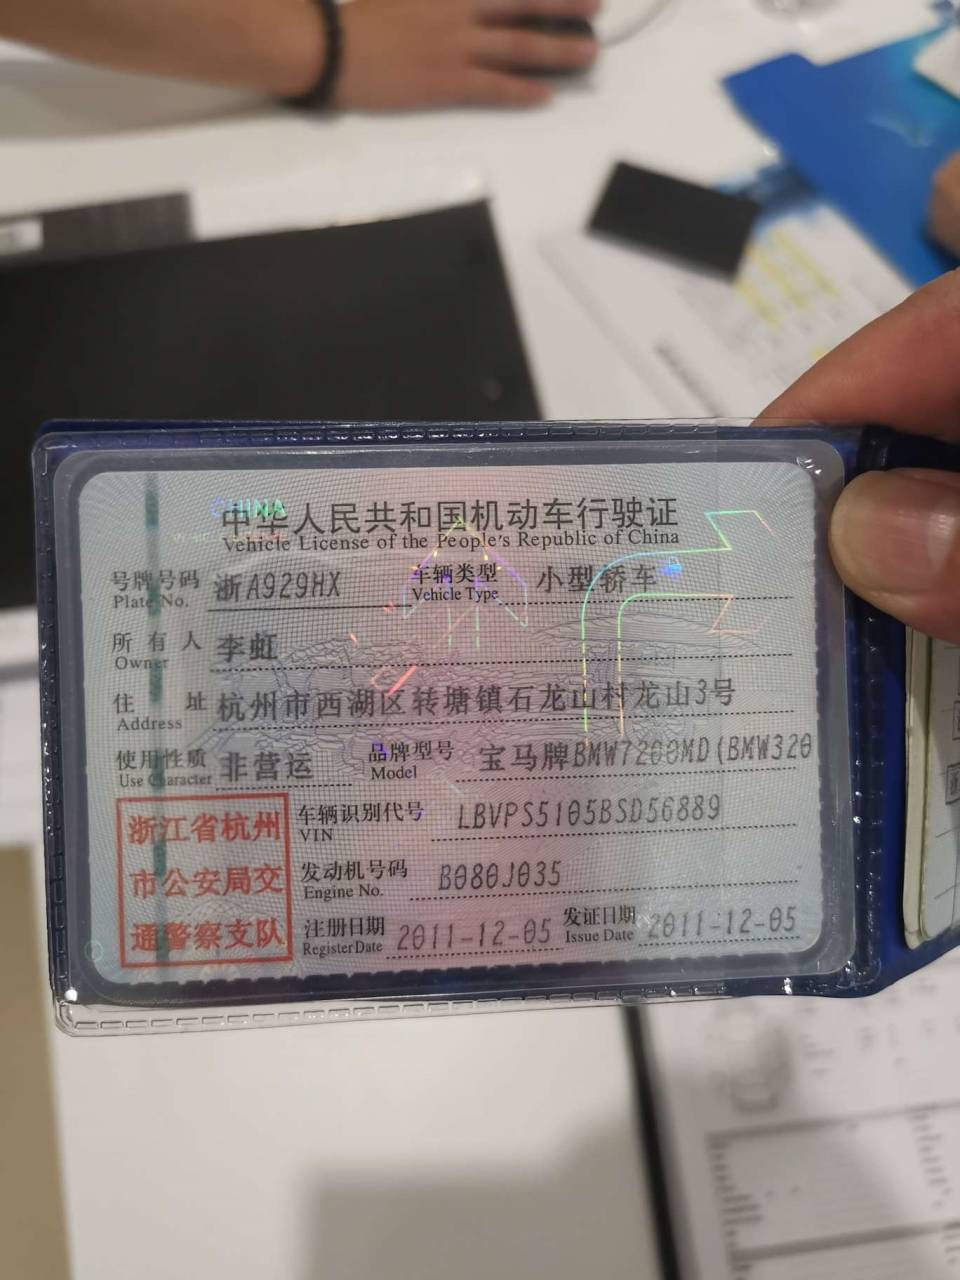 CHINA
中华人民共和国机动车行驶证
Vehicle License of the People's Republic of China
号牌号码 浙A929HX 车辆类型 小型轿车
Plate No. Vehicle Type
所有人 李虹
Owner
住址 杭州市西湖区转塘镇石龙山村龙山3号
Address
使用性质 非营运 品牌型号 宝马牌BMW7200MD(BMW320
Use Character Model
浙江省杭州
市公安局交
通警察支队
车辆识别代号 LBVPS5105BSD56889
VIN
发动机号码 B080J035
Engine No.
注册日期 2011-12-05 发证日期 2011-12-05
Register Date Issue Date